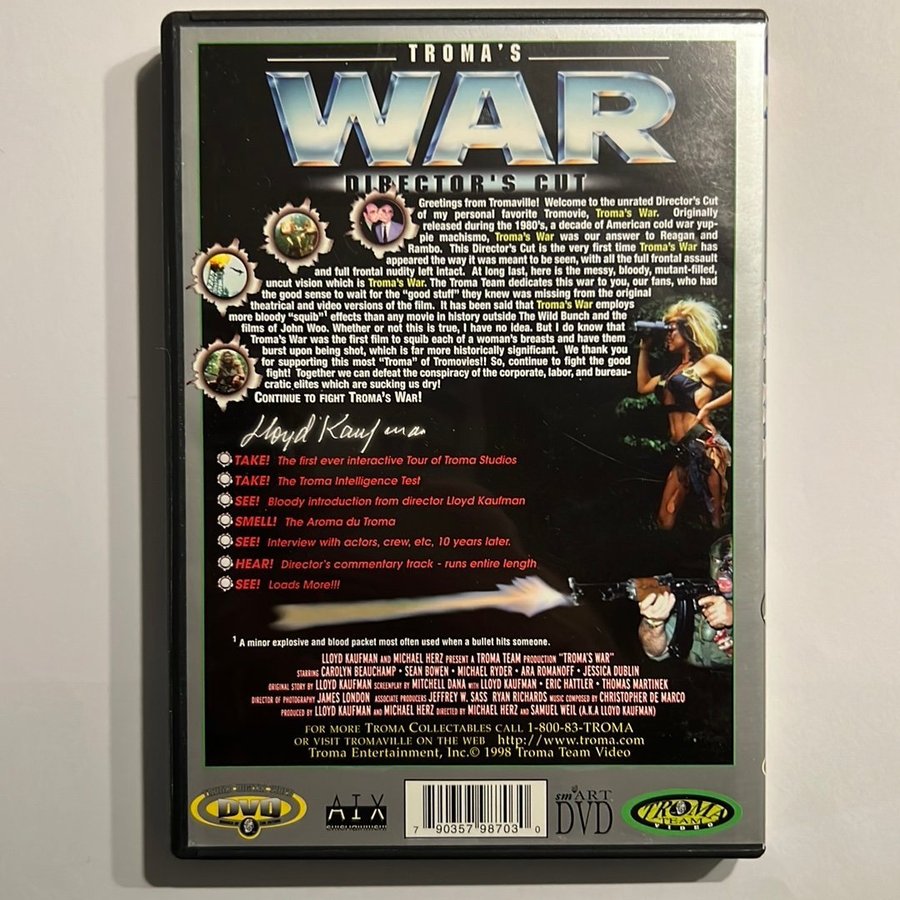 TROMA'S
WAR
DIRECTOR'S CUT
Greetings from Tromaville! Welcome to the unrated Director's Cut
of my personal favorite Tromovie, Troma's War. Originally
released during the 1980's, a decade of American cold war yup-
pie machismo, Troma's War was our answer to Reagan and
Rambo. This Director's Cut is the very first time Troma's War has
appeared the way it was meant to be seen, with all the full frontal assault
and full frontal nudity left intact. At long last, here is the messy, bloody, mutant-filled,
uncut vision which is Troma's War. The Troma Team dedicates this war to you, our fans, who had
the good sense to wait for the "good stuff" they knew was missing from the original
theatrical and video versions of the film. It has been said that Troma's War employs
more bloody "squib"¹ effects than any movie in history outside The Wild Bunch and the
films of John Woo. Whether or not this is true, I have no idea. But I do know that
Troma's War was the first film to squib each of a woman's breasts and have them
burst upon being shot, which is far more historically significant. We thank you
for supporting this most "Troma" of Tromovies!! So, continue to fight the good
fight! Together we can defeat the conspiracy of the corporate, labor, and bureau-
cratic elites which are sucking us dry!
CONTINUE TO FIGHT TROMA'S WAR!
Lloyd Kaufman
TAKE! The first ever interactive Tour of Troma Studios
TAKE! The Troma Intelligence Test
SEE! Bloody introduction from director Lloyd Kaufman
SMELL! The Aroma du Troma
SEE! Interview with actors, crew, etc, 10 years later.
HEAR! Director's commentary track - runs entire length
SEE! Loads More!!!
¹ A minor explosive and blood packet most often used when a bullet hits someone.
LLOYD KAUFMAN AND MICHAEL HERZ PRESENT A TROMA TEAM PRODUCTION "TROMA'S WAR"
STARRING CAROLYN BEAUCHAMP · SEAN BOWEN · MICHAEL RYDER · ARA ROMANOFF · JESSICA DUBLIN
ORIGINAL STORY BY LLOYD KAUFMAN SCREENPLAY BY MITCHELL DANA WITH LLOYD KAUFMAN · ERIC HATTLER · THOMAS MARTINEK
DIRECTOR OF PHOTOGRAPHY JAMES LONDON ASSOCIATE PRODUCERS JEFFREY W. SASS RYAN RICHARDS MUSIC COMPOSED BY CHRISTOPHER DE MARCO
PRODUCED BY LLOYD KAUFMAN AND MICHAEL HERZ DIRECTED BY MICHAEL HERZ AND SAMUEL WEIL (A.K.A LLOYD KAUFMAN)
FOR MORE TROMA COLLECTABLES CALL 1-800-83-TROMA
OR VISIT TROMAVILLE ON THE WEB http://www.troma.com
Troma Entertainment, Inc.© 1998 Troma Team Video
DVD
AIX
7 90357 98703 0
smART
DVD
TROMA
TEAM
VIDEO